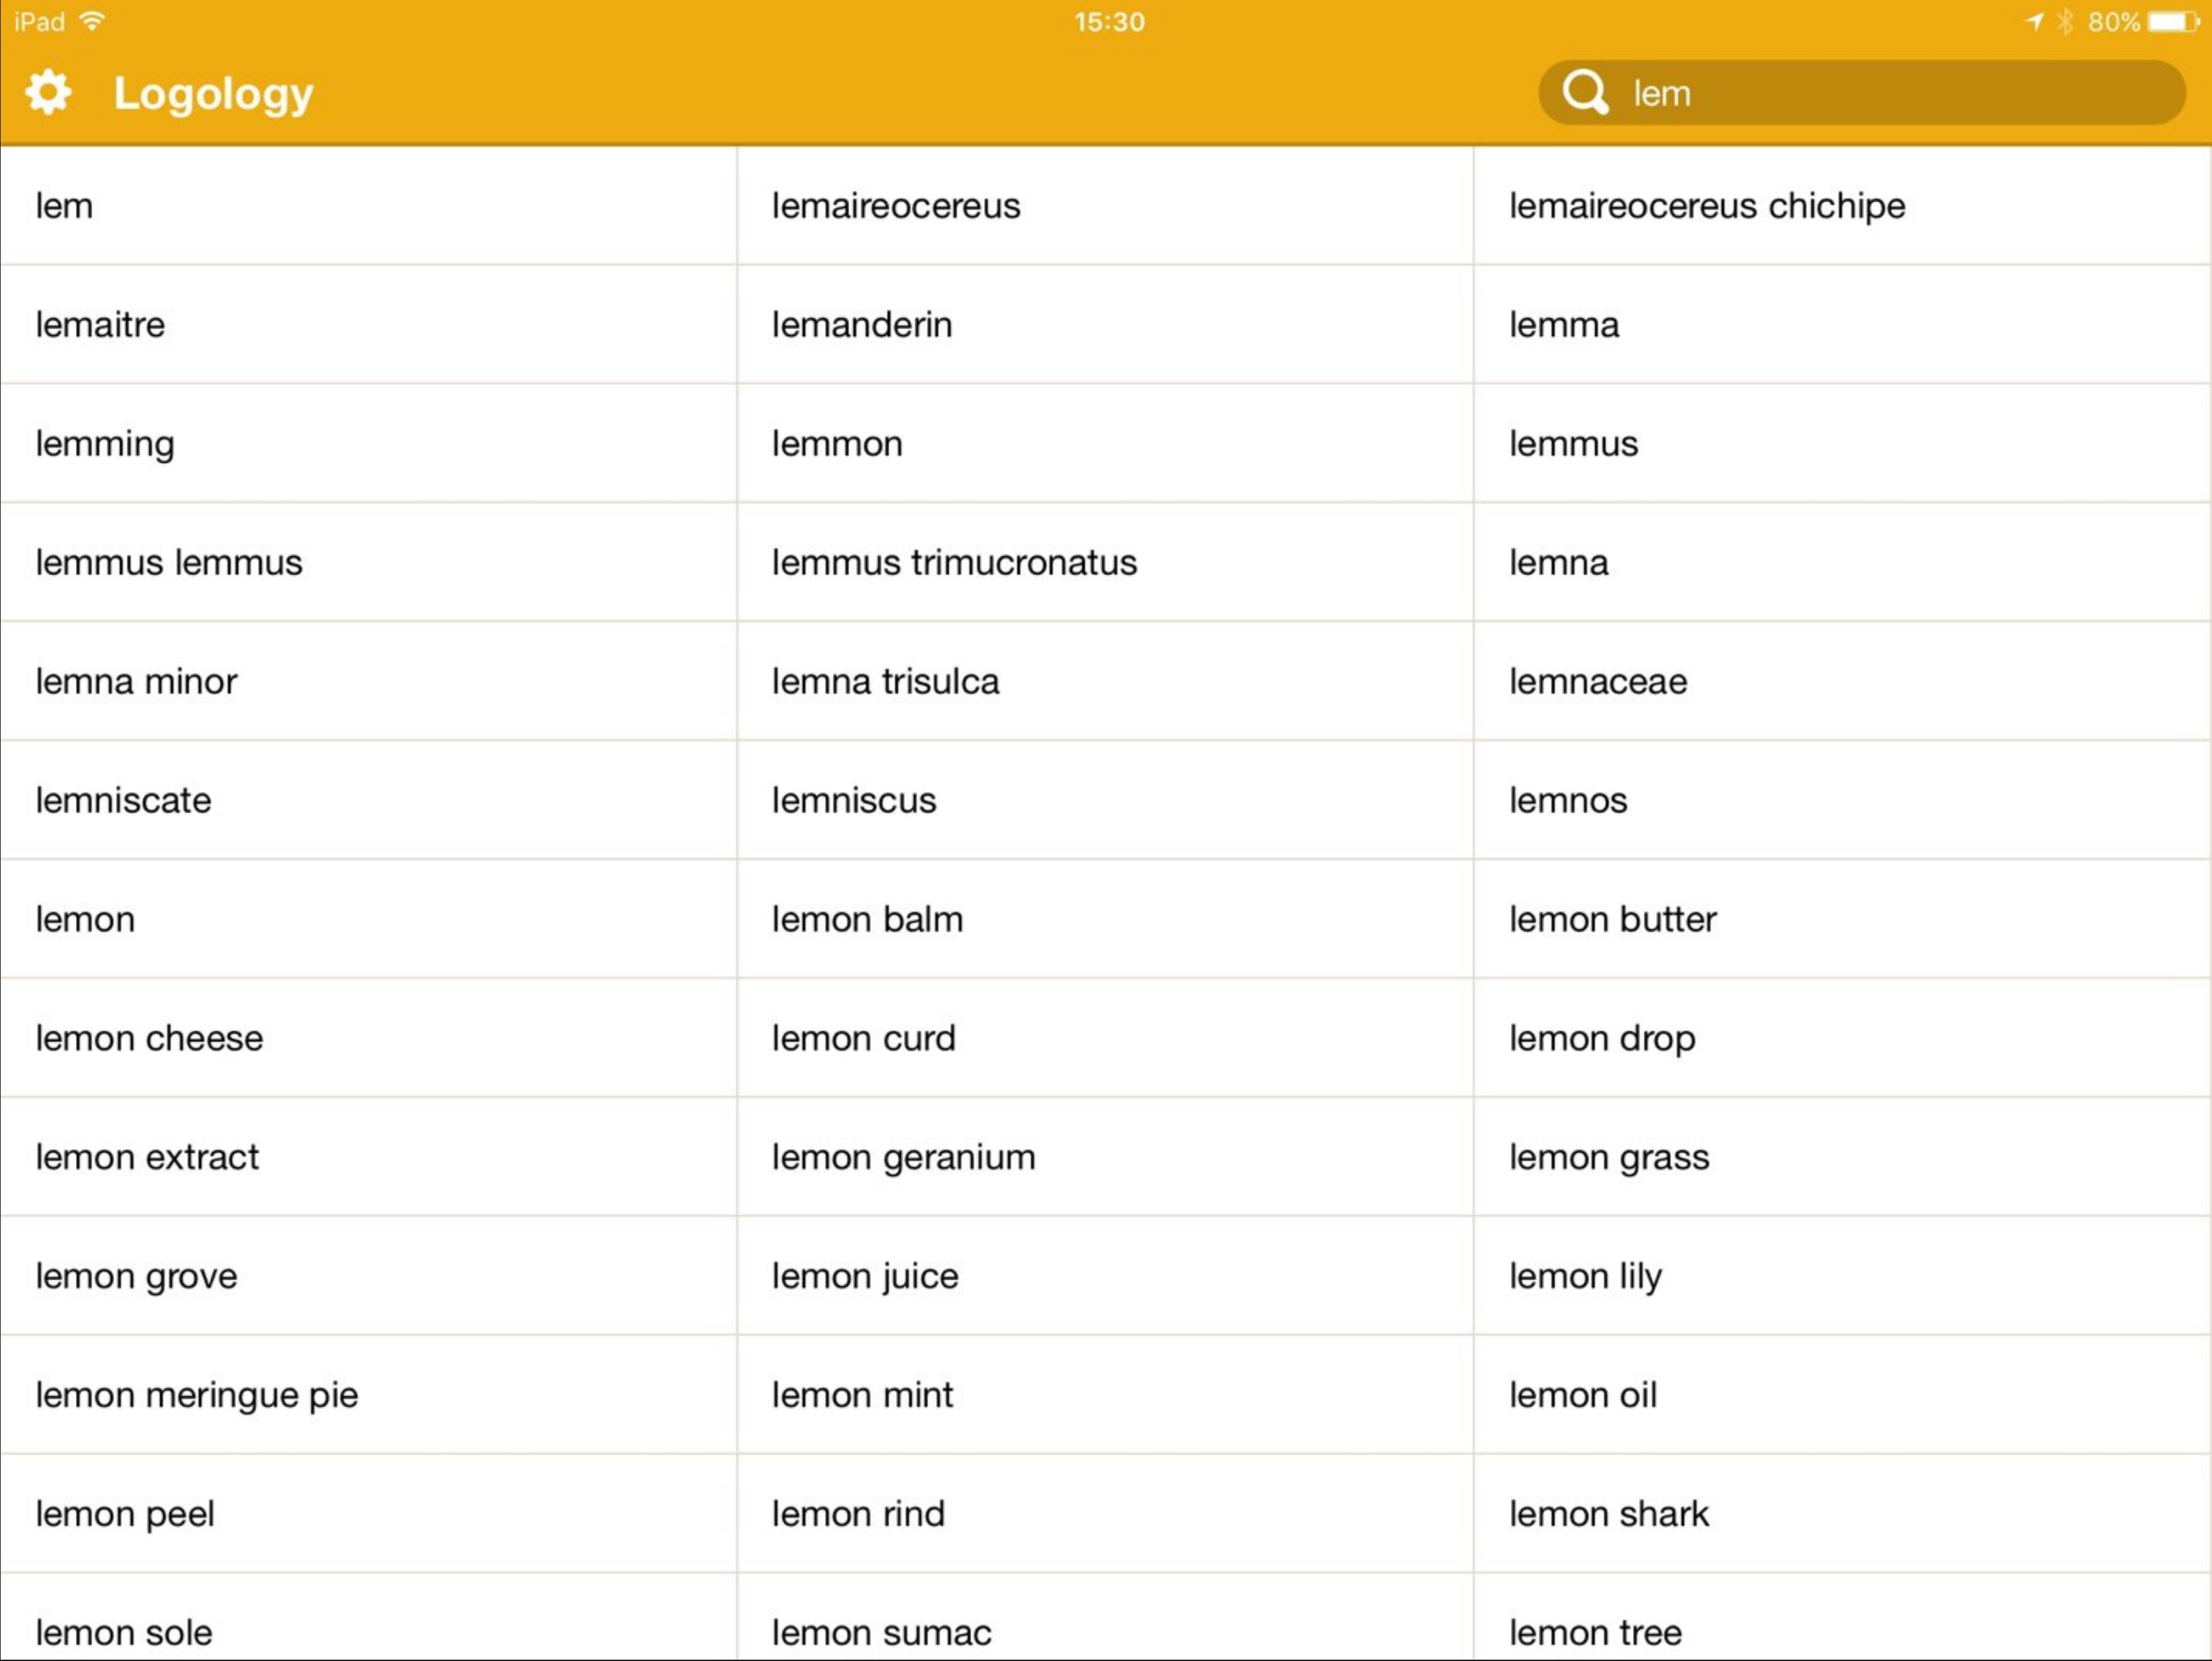 iPad 15:30 80%
Logology lem
lem lemaireocereus lemaireocereus chichipe
lemaitre lemanderin lemma
lemming lemmon lemmus
lemmus lemmus lemmus trimucronatus lemna
lemna minor lemna trisulca lemnaceae
lemniscate lemniscus lemnos
lemon lemon balm lemon butter
lemon cheese lemon curd lemon drop
lemon extract lemon geranium lemon grass
lemon grove lemon juice lemon lily
lemon meringue pie lemon mint lemon oil
lemon peel lemon rind lemon shark
lemon sole lemon sumac lemon tree